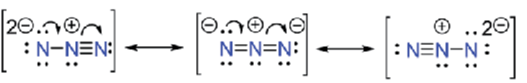 [2⊖ :N̈–N⊕≡N:] ⟷ [⊖ :N=N⊕=N: ⊖] ⟷ [:N≡N⊕–N̈: 2⊖]